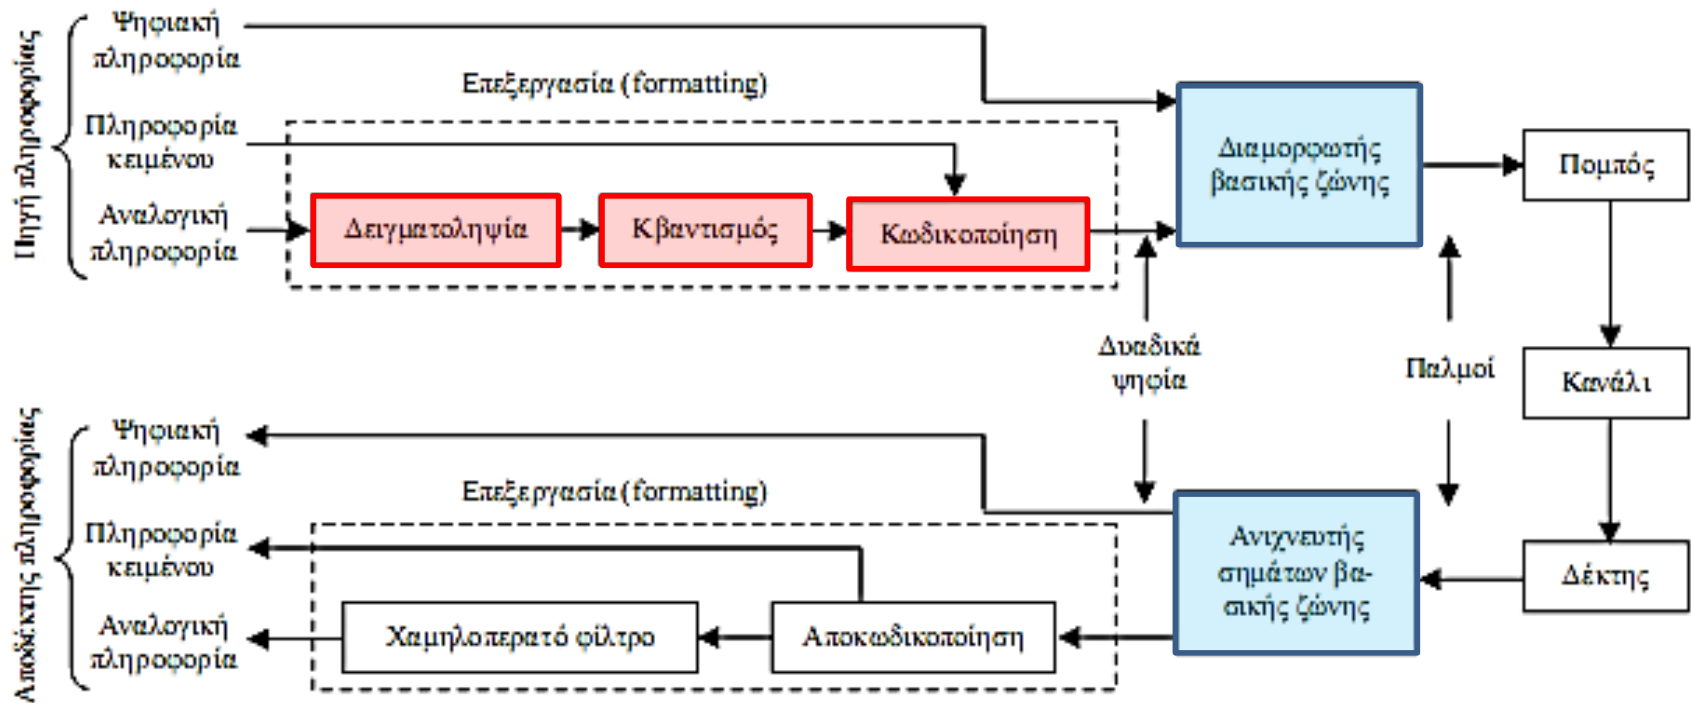 Πηγή πληροφορίας
Ψηφιακή
πληροφορία
Επεξεργασία (formatting)
Πληροφορία
κειμένου
Αναλογική
πληροφορία
Δειγματοληψία
Κβαντισμός
Κωδικοποίηση
Διαμορφωτής
βασικής ζώνης
Πομπός
Δυαδικά
ψηφία
Παλμοί
Κανάλι
Αποδέκτης πληροφορίας
Ψηφιακή
πληροφορία
Επεξεργασία (formatting)
Πληροφορία
κειμένου
Αναλογική
πληροφορία
Χαμηλοπερατό φίλτρο
Αποκωδικοποίηση
Ανιχνευτής
σημάτων βα-
σικής ζώνης
Δέκτης